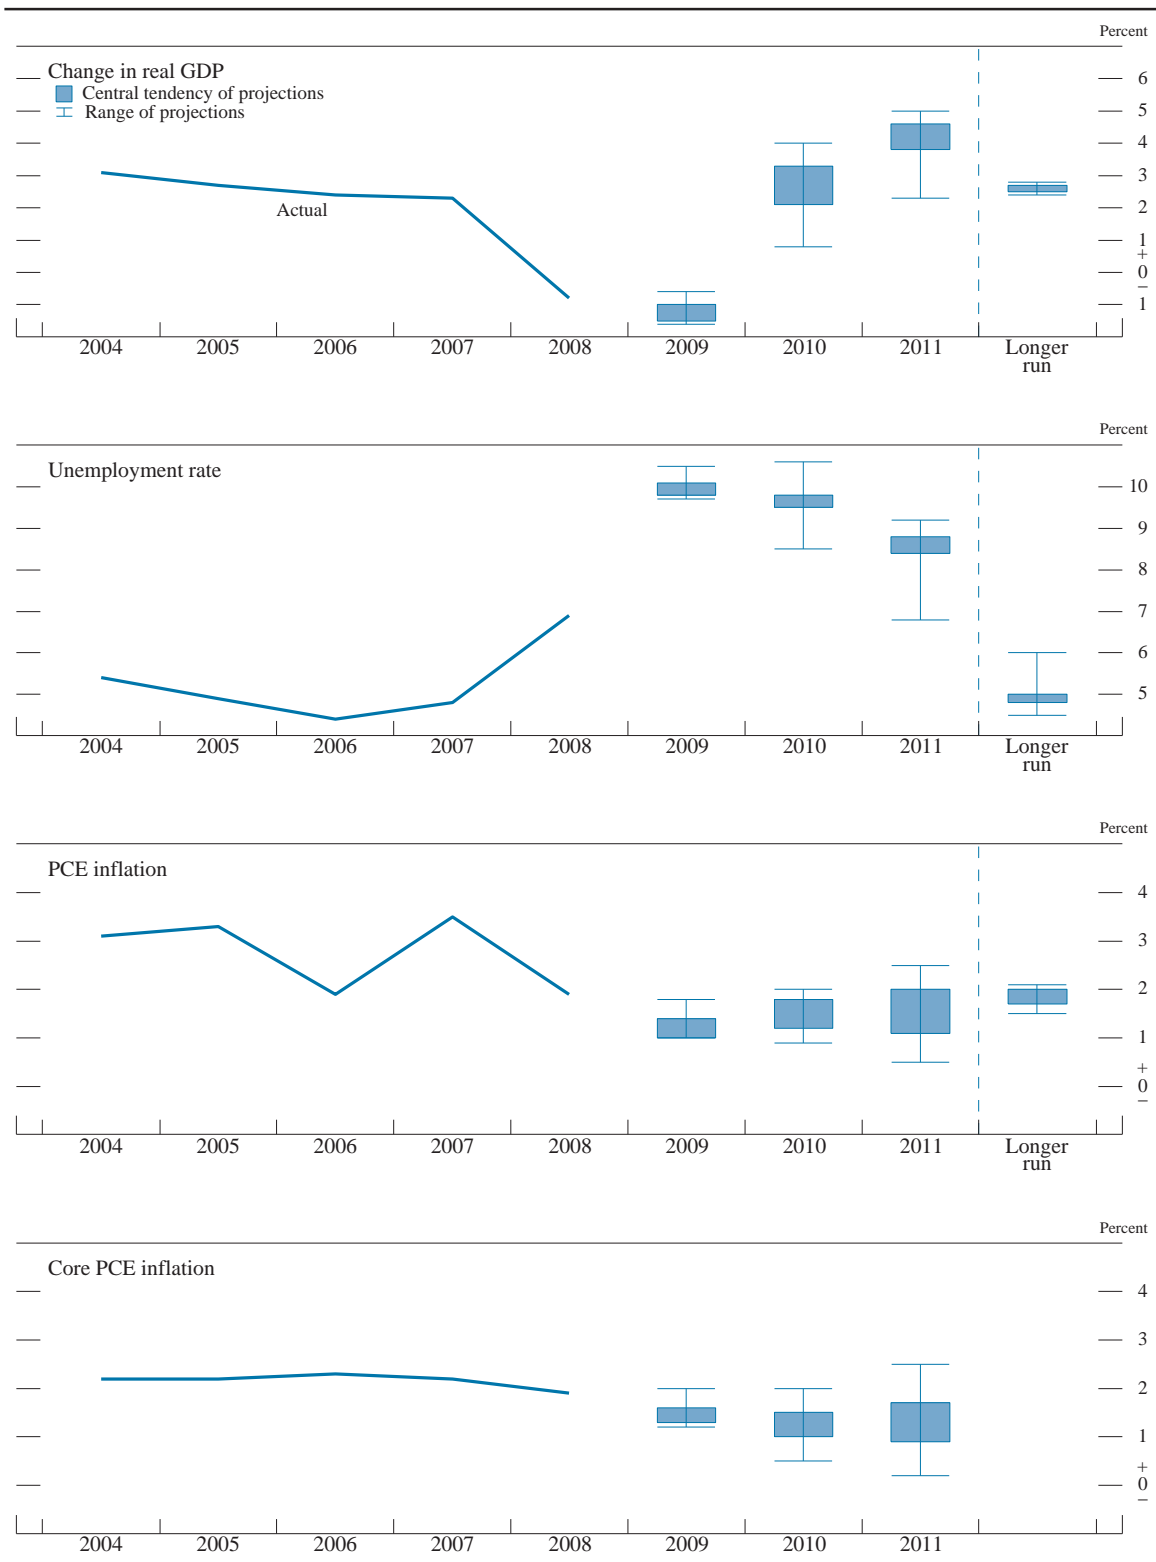 Percent
Change in real GDP
Central tendency of projections
Range of projections
Actual
6
5
4
3
2
1
+
0
−
1
2004 2005 2006 2007 2008 2009 2010 2011 Longer
run
Percent
Unemployment rate
10
9
8
7
6
5
2004 2005 2006 2007 2008 2009 2010 2011 Longer
run
Percent
PCE inflation
4
3
2
1
+
0
−
2004 2005 2006 2007 2008 2009 2010 2011 Longer
run
Percent
Core PCE inflation
4
3
2
1
+
0
−
2004 2005 2006 2007 2008 2009 2010 2011